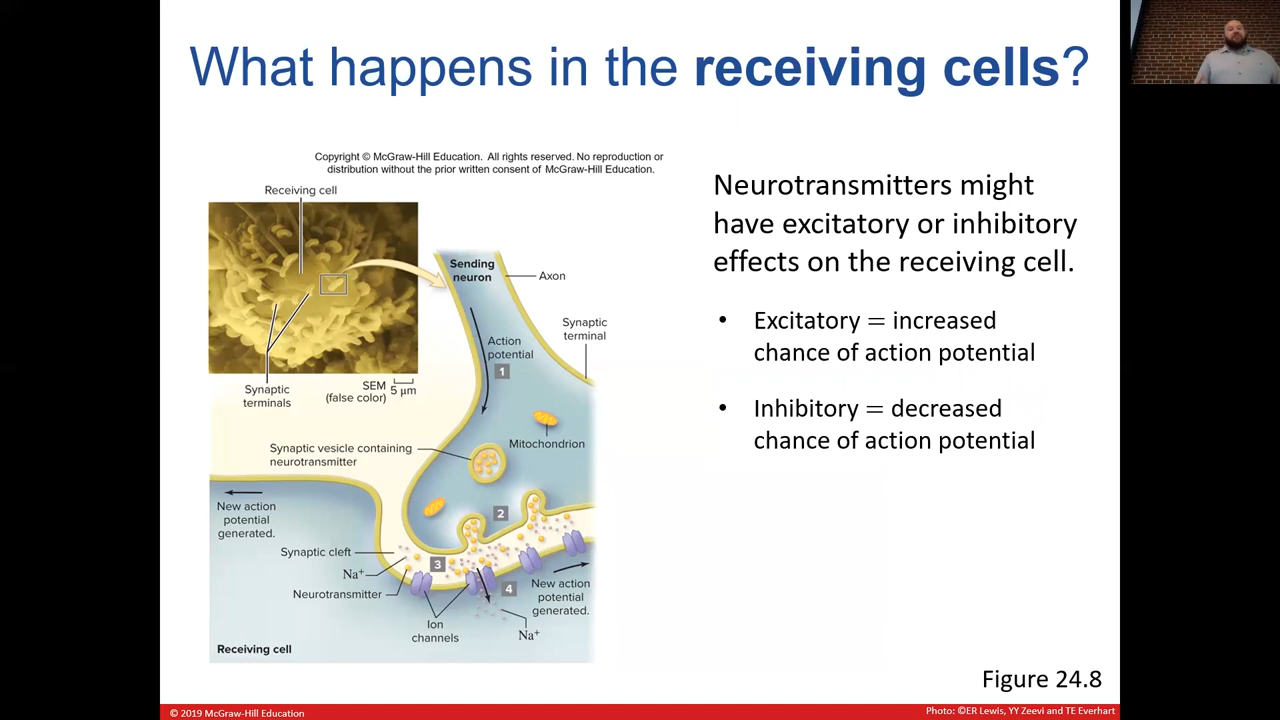 What happens in the receiving cells?
Copyright © McGraw-Hill Education. All rights reserved. No reproduction or
distribution without the prior written consent of McGraw-Hill Education.
Receiving cell
Synaptic
terminals
SEM
(false color)
5 μm
Sending
neuron
Axon
Synaptic
terminal
Action
potential
1
Mitochondrion
Synaptic vesicle containing
neurotransmitter
2
New action
potential
generated.
Synaptic cleft
3
Na+
Neurotransmitter
4
New action
potential
generated.
Ion
channels
Na+
Receiving cell
Neurotransmitters might
have excitatory or inhibitory
effects on the receiving cell.
• Excitatory = increased
chance of action potential
• Inhibitory = decreased
chance of action potential
Figure 24.8
© 2019 McGraw-Hill Education
Photo: ©ER Lewis, YY Zeevi and TE Everhart